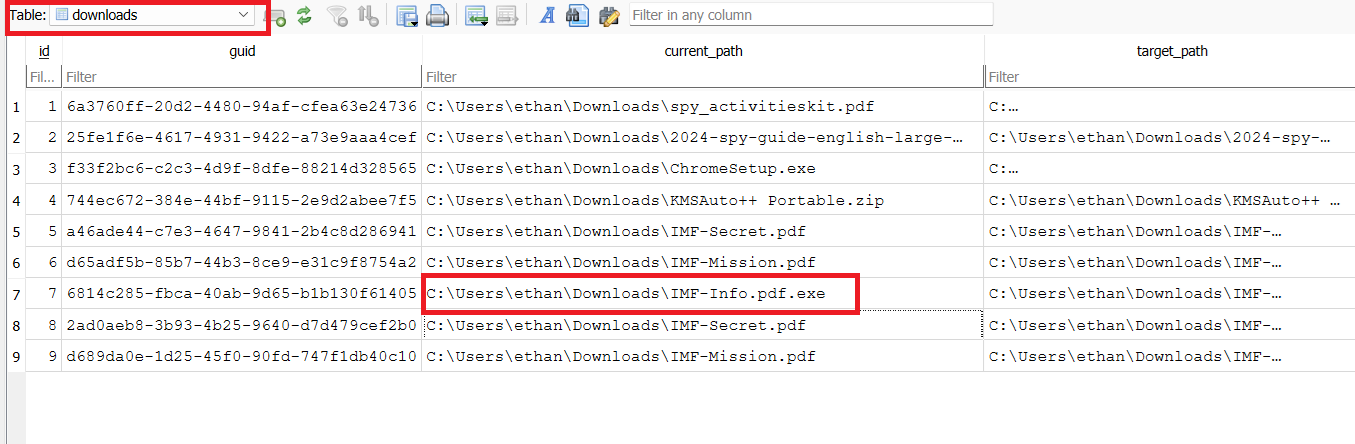 Table: downloads Filter in any column
id guid current_path target_path
Fil... Filter Filter Filter
1 1 6a3760ff-20d2-4480-94af-cfea63e24736 C:\Users\ethan\Downloads\spy_activitieskit.pdf C:…
2 2 25fe1f6e-4617-4931-9422-a73e9aaa4cef C:\Users\ethan\Downloads\2024-spy-guide-english-large-… C:\Users\ethan\Downloads\2024-spy-…
3 3 f33f2bc6-c2c3-4d9f-8dfe-88214d328565 C:\Users\ethan\Downloads\ChromeSetup.exe C:…
4 4 744ec672-384e-44bf-9115-2e9d2abee7f5 C:\Users\ethan\Downloads\KMSAuto++ Portable.zip C:\Users\ethan\Downloads\KMSAuto++ …
5 5 a46ade44-c7e3-4647-9841-2b4c8d286941 C:\Users\ethan\Downloads\IMF-Secret.pdf C:\Users\ethan\Downloads\IMF-…
6 6 d65adf5b-85b7-44b3-8ce9-e31c9f8754a2 C:\Users\ethan\Downloads\IMF-Mission.pdf C:\Users\ethan\Downloads\IMF-…
7 7 6814c285-fbca-40ab-9d65-b1b130f61405 C:\Users\ethan\Downloads\IMF-Info.pdf.exe C:\Users\ethan\Downloads\IMF-…
8 8 2ad0aeb8-3b93-4b25-9640-d7d479cef2b0 C:\Users\ethan\Downloads\IMF-Secret.pdf C:\Users\ethan\Downloads\IMF-…
9 9 d689da0e-1d25-45f0-90fd-747f1db40c10 C:\Users\ethan\Downloads\IMF-Mission.pdf C:\Users\ethan\Downloads\IMF-…